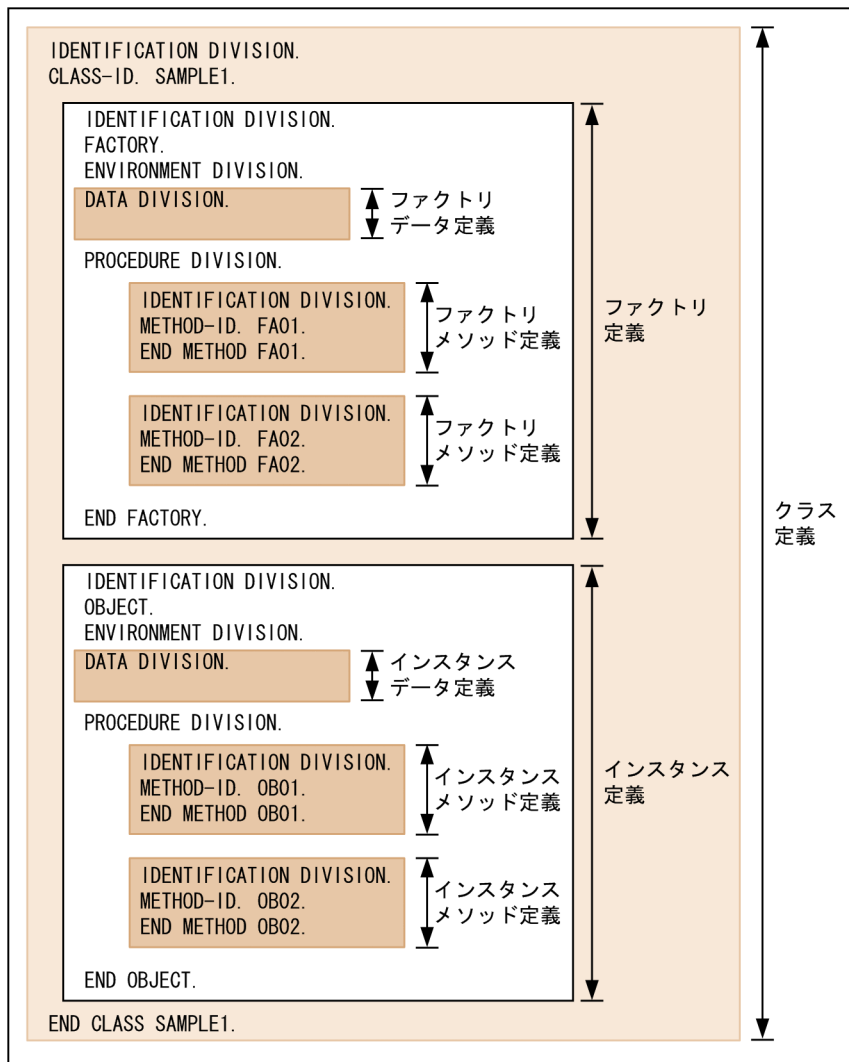 IDENTIFICATION DIVISION.
CLASS-ID. SAMPLE1.
IDENTIFICATION DIVISION.
FACTORY.
ENVIRONMENT DIVISION.
DATA DIVISION.
ファクトリ
データ定義
PROCEDURE DIVISION.
IDENTIFICATION DIVISION.
METHOD-ID. FA01.
END METHOD FA01.
ファクトリ
メソッド定義
IDENTIFICATION DIVISION.
METHOD-ID. FA02.
END METHOD FA02.
ファクトリ
メソッド定義
END FACTORY.
ファクトリ
定義
IDENTIFICATION DIVISION.
OBJECT.
ENVIRONMENT DIVISION.
DATA DIVISION.
インスタンス
データ定義
PROCEDURE DIVISION.
IDENTIFICATION DIVISION.
METHOD-ID. OB01.
END METHOD OB01.
インスタンス
メソッド定義
IDENTIFICATION DIVISION.
METHOD-ID. OB02.
END METHOD OB02.
インスタンス
メソッド定義
END OBJECT.
インスタンス
定義
END CLASS SAMPLE1.
クラス
定義